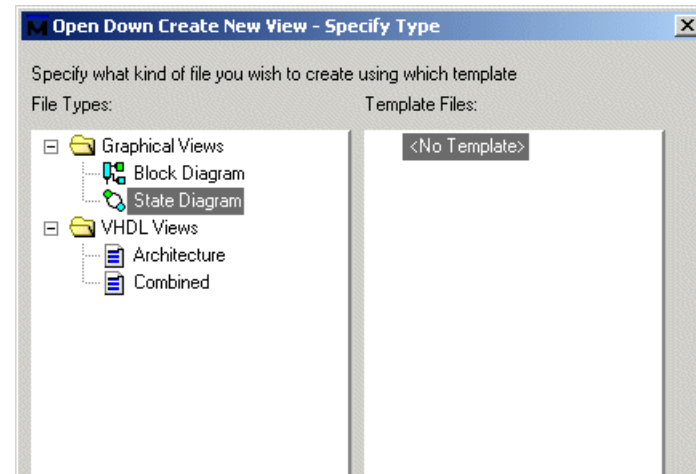 Open Down Create New View - Specify Type
Specify what kind of file you wish to create using which template
File Types:
Template Files:
Graphical Views
Block Diagram
State Diagram
VHDL Views
Architecture
Combined
<No Template>